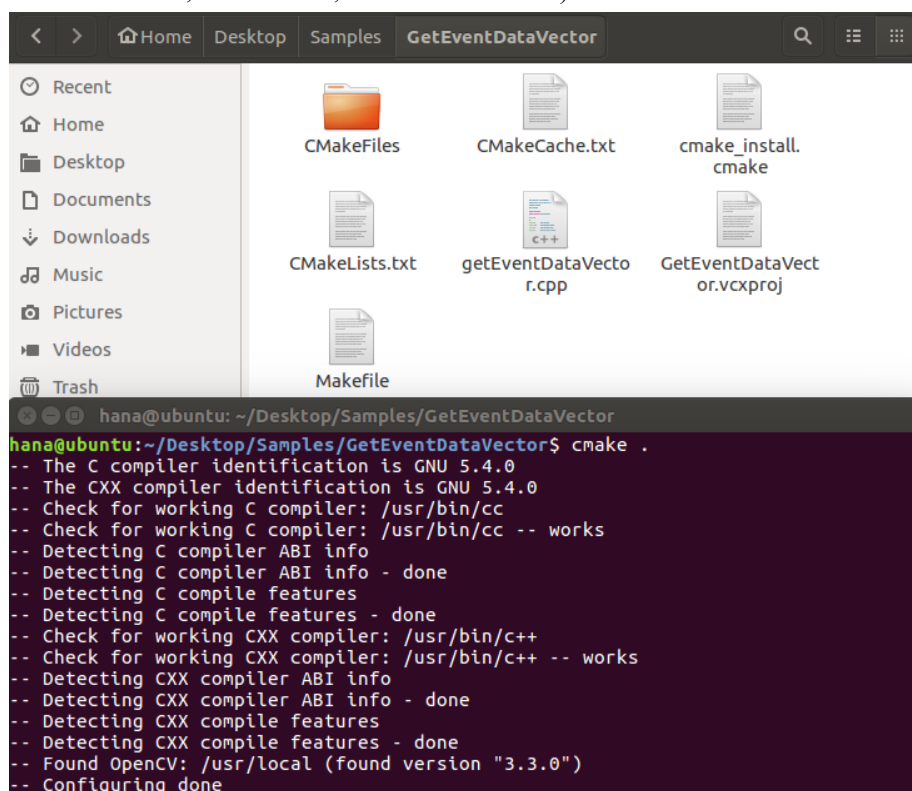 Home Desktop Samples GetEventDataVector
Recent
Home
Desktop
Documents
Downloads
Music
Pictures
Videos
Trash
CMakeFiles
CMakeCache.txt
cmake_install.
cmake
CMakeLists.txt
getEventDataVecto
r.cpp
c++
GetEventDataVect
or.vcxproj
Makefile
hana@ubuntu: ~/Desktop/Samples/GetEventDataVector
hana@ubuntu:~/Desktop/Samples/GetEventDataVector$ cmake .
-- The C compiler identification is GNU 5.4.0
-- The CXX compiler identification is GNU 5.4.0
-- Check for working C compiler: /usr/bin/cc
-- Check for working C compiler: /usr/bin/cc -- works
-- Detecting C compiler ABI info
-- Detecting C compiler ABI info - done
-- Detecting C compile features
-- Detecting C compile features - done
-- Check for working CXX compiler: /usr/bin/c++
-- Check for working CXX compiler: /usr/bin/c++ -- works
-- Detecting CXX compiler ABI info
-- Detecting CXX compiler ABI info - done
-- Detecting CXX compile features
-- Detecting CXX compile features - done
-- Found OpenCV: /usr/local (found version "3.3.0")
-- Configuring done